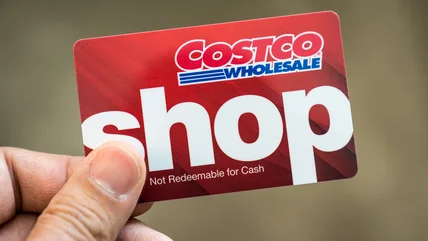 COSTCO
WHOLESALE
shop
Not Redeemable for Cash